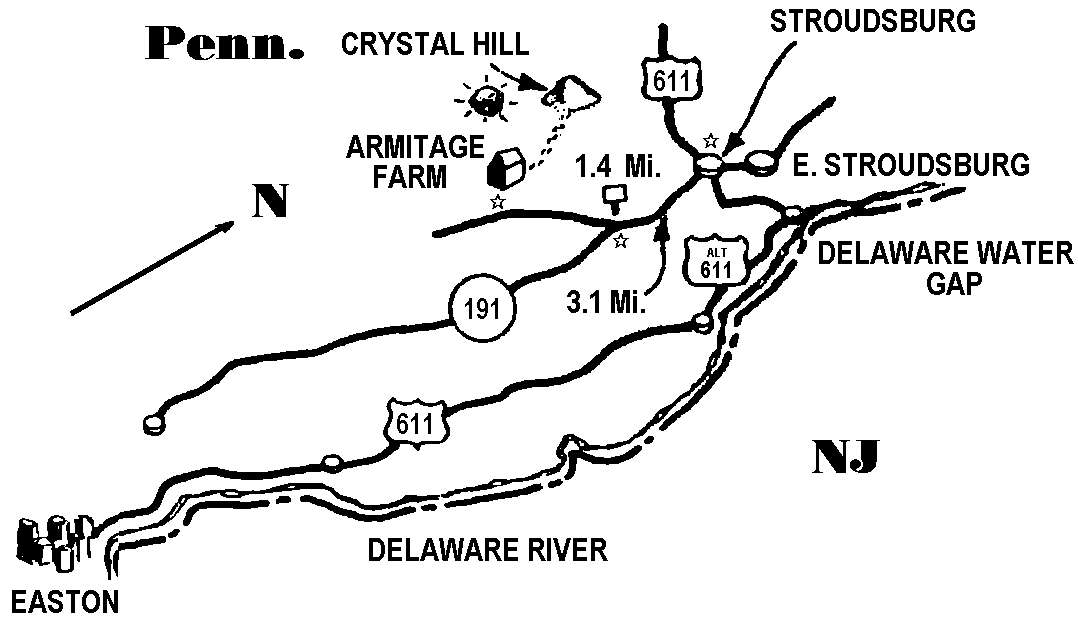 STROUDSBURG
Penn.
CRYSTAL HILL
611
ARMITAGE
FARM
1.4 Mi.
E. STROUDSBURG
N
ALT
611
DELAWARE WATER
GAP
191
3.1 Mi.
611
NJ
DELAWARE RIVER
EASTON